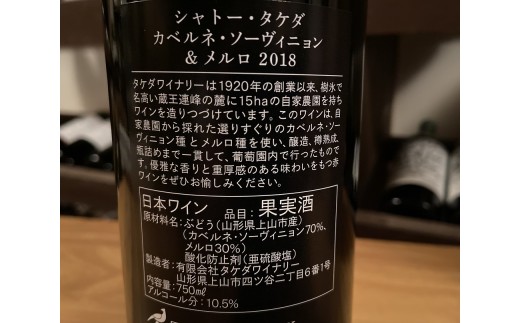 シャトー・タケダ
カベルネ・ソーヴィニョン
& メルロ 2018
タケダワイナリーは1920年の創業以来、樹氷で
名高い蔵王連峰の麓に15haの自家農園を持ち
ワインを造りつづけています。このワインは、自
家農園から採れた選りすぐりのカベルネ・ソー
ヴィニョン種とメルロ種を使い、醸造、樽熟成、
瓶詰めまで一貫して、葡萄園内で行ったもので
す。優雅な香りと重厚感のある味わいをもつ赤
ワインをぜひお愉しみください。
日本ワイン 品目：果実酒
原材料名：ぶどう（山形県上山市産）
（カベルネ・ソーヴィニョン70%、
メルロ30%）
酸化防止剤（亜硫酸塩）
製造者：有限会社タケダワイナリー
山形県上山市四ツ谷二丁目6番1号
内容量：750㎖
アルコール分：10.5%